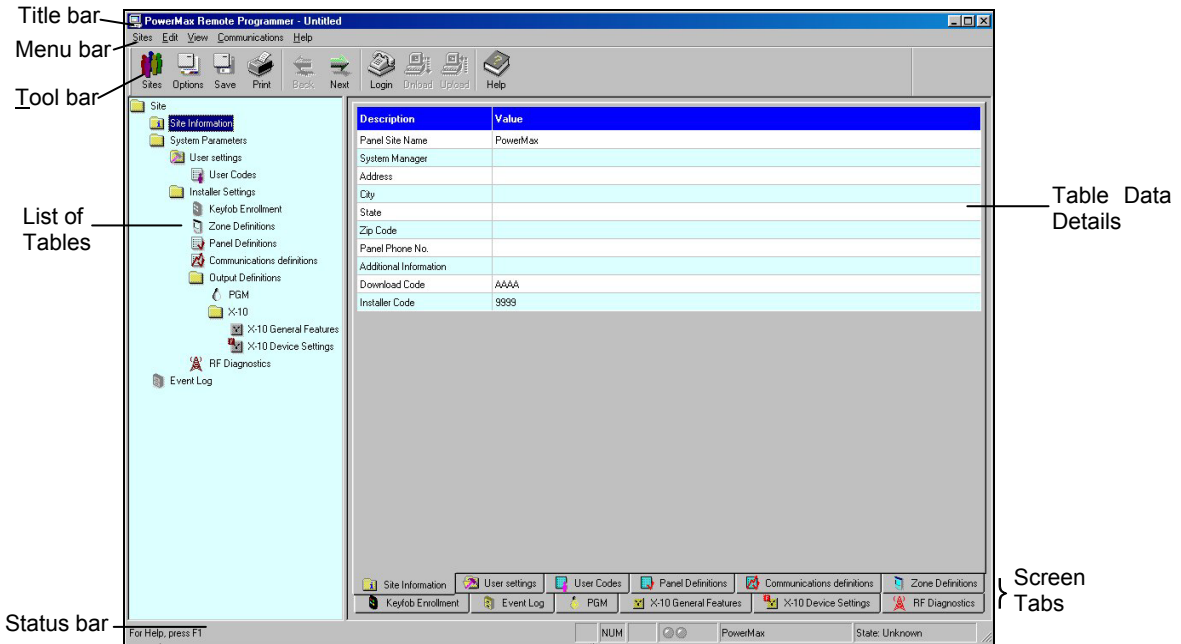 Title bar
PowerMax Remote Programmer - Untitled
Menu bar
Sites Edit View Communications Help
Tool bar
Sites Options Save Print Back Next Login Dnload Upload Help
Site
Site Information
System Parameters
User settings
User Codes
Installer Settings
Keyfob Enrollment
Zone Definitions
Panel Definitions
Communications definitions
Output Definitions
PGM
X-10
X-10 General Features
X-10 Device Settings
RF Diagnostics
Event Log
List of
Tables
Description Value
Panel Site Name PowerMax
System Manager
Address
City
State
Zip Code
Panel Phone No.
Additional Information
Download Code AAAA
Installer Code 9999
Table Data
Details
Site Information User settings User Codes Panel Definitions Communications definitions Zone Definitions
Keyfob Enrollment Event Log PGM X-10 General Features X-10 Device Settings RF Diagnostics
Screen
Tabs
Status bar
For Help, press F1 NUM PowerMax State: Unknown